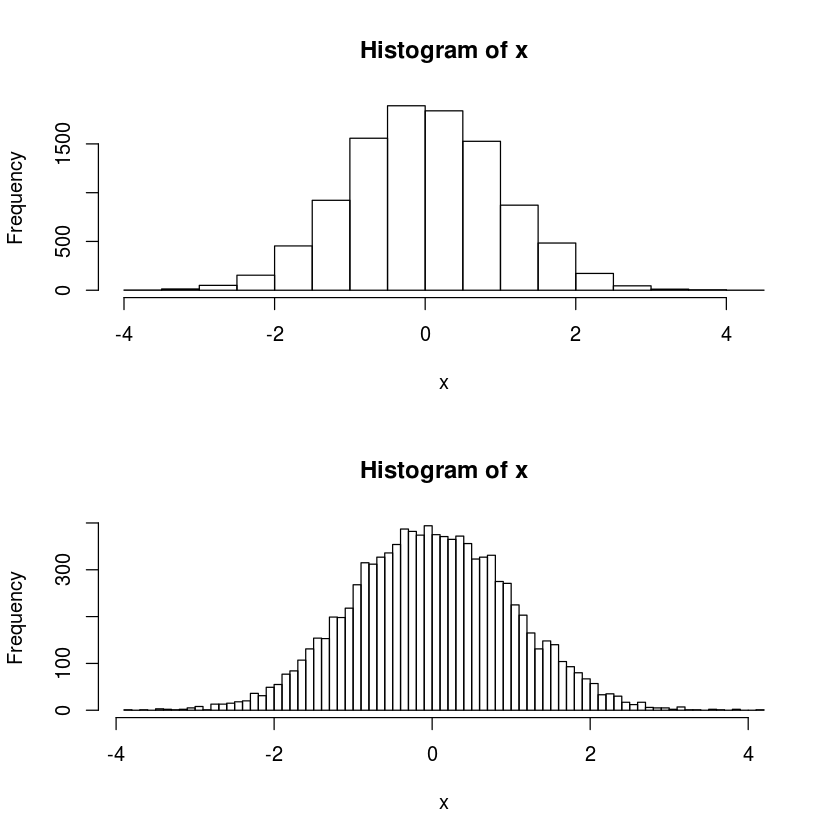 Histogram of x
Frequency
1500
500
0
-4 -2 0 2 4
x
Histogram of x
Frequency
300
100
0
-4 -2 0 2 4
x